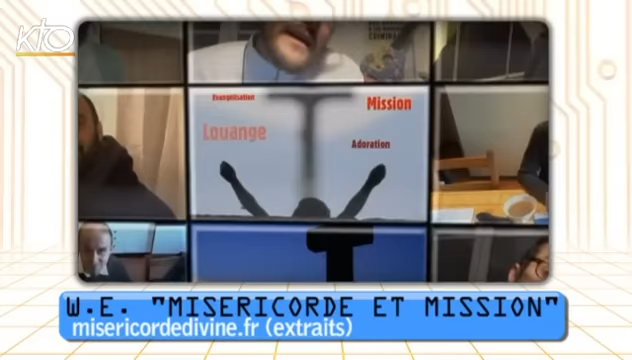 KTO
Evangélisation
Mission
Louange
Adoration
W.E. "MISERICORDE ET MISSION"
misericordedivine.fr (extraits)